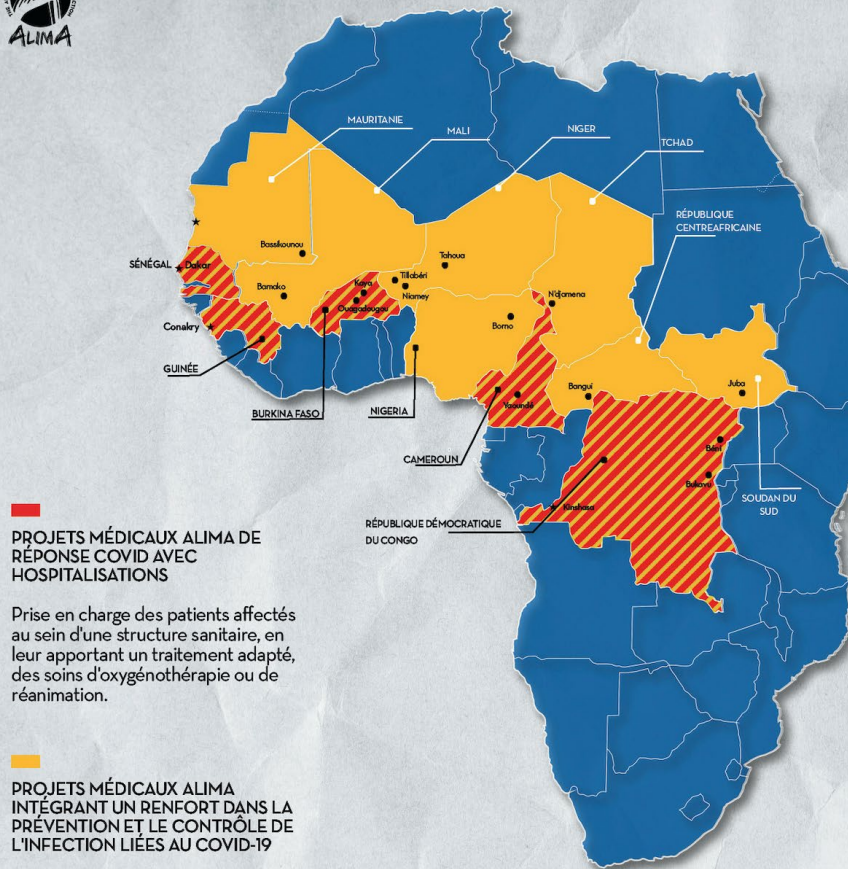 ALIMA
MAURITANIE
MALI
NIGER
TCHAD
RÉPUBLIQUE
CENTREAFRICAINE
Bassikounou
Tahoua
SÉNÉGAL
Dakar
Bamako
Kaya
Tillabéri
Niamey
Ouagadougou
N'djamena
Borno
Conakry
GUINÉE
BURKINA FASO
NIGERIA
CAMEROUN
Yaoundé
Bangui
Juba
Béni
Bukavu
Kinshasa
SOUDAN DU
SUD
RÉPUBLIQUE DÉMOCRATIQUE
DU CONGO
PROJETS MÉDICAUX ALIMA DE
RÉPONSE COVID AVEC
HOSPITALISATIONS
Prise en charge des patients affectés
au sein d'une structure sanitaire, en
leur apportant un traitement adapté,
des soins d'oxygénothérapie ou de
réanimation.
PROJETS MÉDICAUX ALIMA
INTÉGRANT UN RENFORT DANS LA
PRÉVENTION ET LE CONTRÔLE DE
L'INFECTION LIÉES AU COVID-19